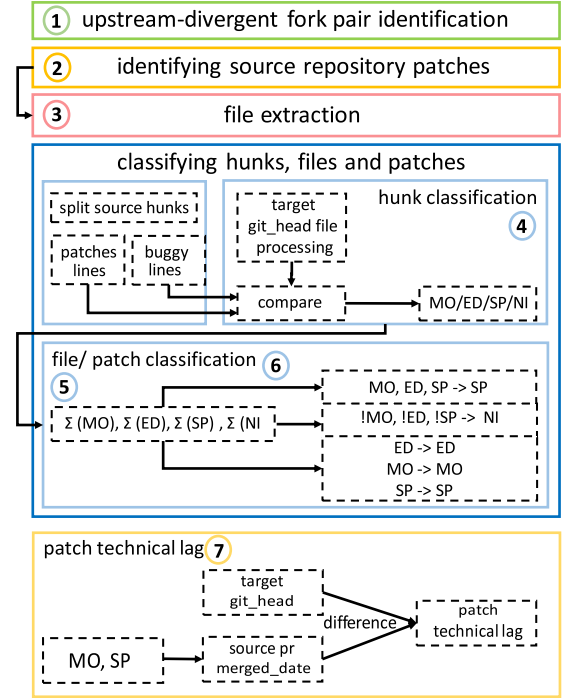 1 upstream-divergent fork pair identification
2 identifying source repository patches
3 file extraction
classifying hunks, files and patches
split source hunks
patches
lines
buggy
lines
hunk classification
4
target
git_head file
processing
compare
MO/ED/SP/NI
file/ patch classification 6
5
Σ (MO), Σ (ED), Σ (SP) , Σ (NI
MO, ED, SP -> SP
!MO, !ED, !SP -> NI
ED -> ED
MO -> MO
SP -> SP
patch technical lag 7
target
git_head
difference
patch
technical lag
MO, SP
source pr
merged_date